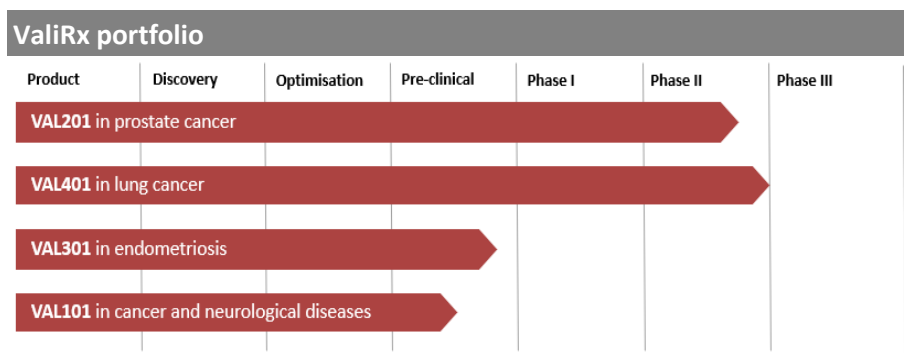 ValiRx portfolio
Product Discovery Optimisation Pre-clinical Phase I Phase II Phase III
VAL201 in prostate cancer
VAL401 in lung cancer
VAL301 in endometriosis
VAL101 in cancer and neurological diseases